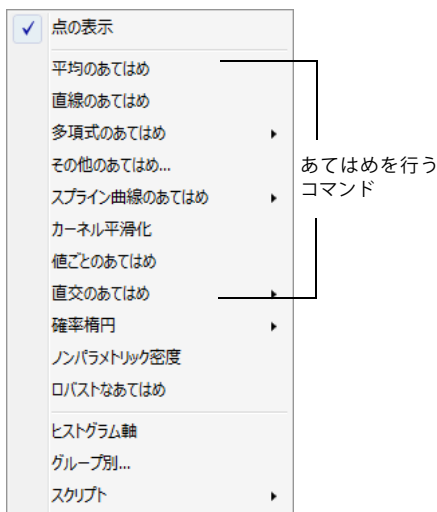 点の表示
平均のあてはめ
直線のあてはめ
多項式のあてはめ
その他のあてはめ...
スプライン曲線のあてはめ
カーネル平滑化
値ごとのあてはめ
直交のあてはめ
確率楕円
ノンパラメトリック密度
ロバストなあてはめ
ヒストグラム軸
グループ別...
スクリプト
あてはめを行う
コマンド